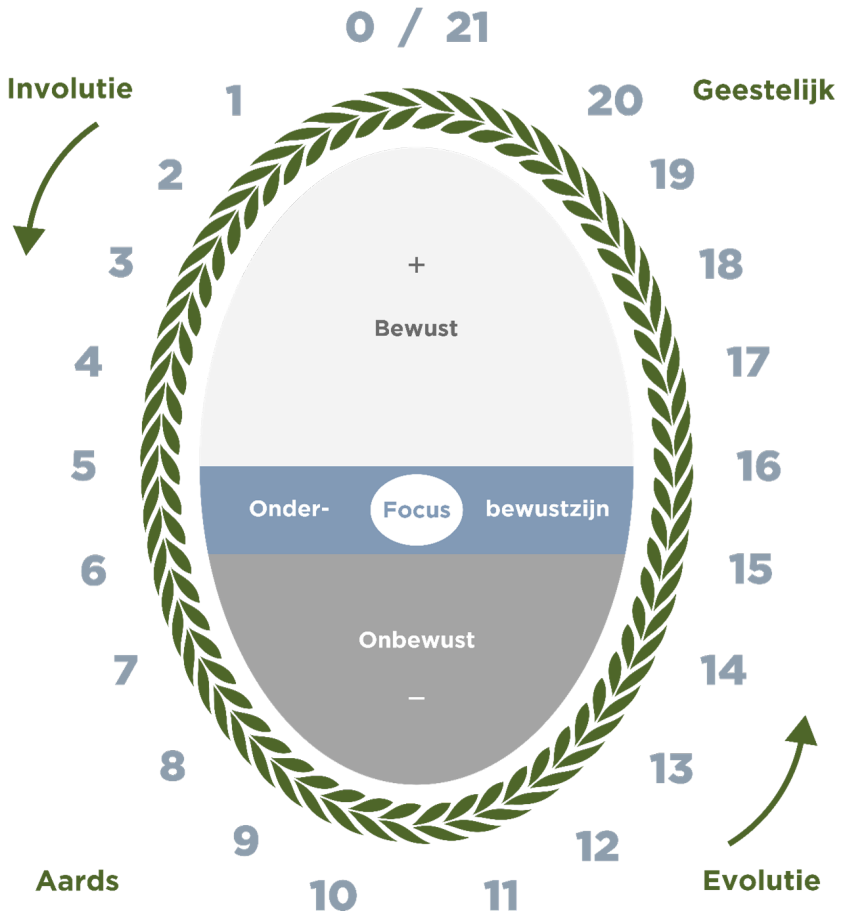 0 / 21
Involutie
Geestelijk
1
20
2
19
3
18
+
Bewust
4
17
5
16
Onder- Focus bewustzijn
6
15
Onbewust
7
14
–
8
13
9
12
Aards
Evolutie
10
11